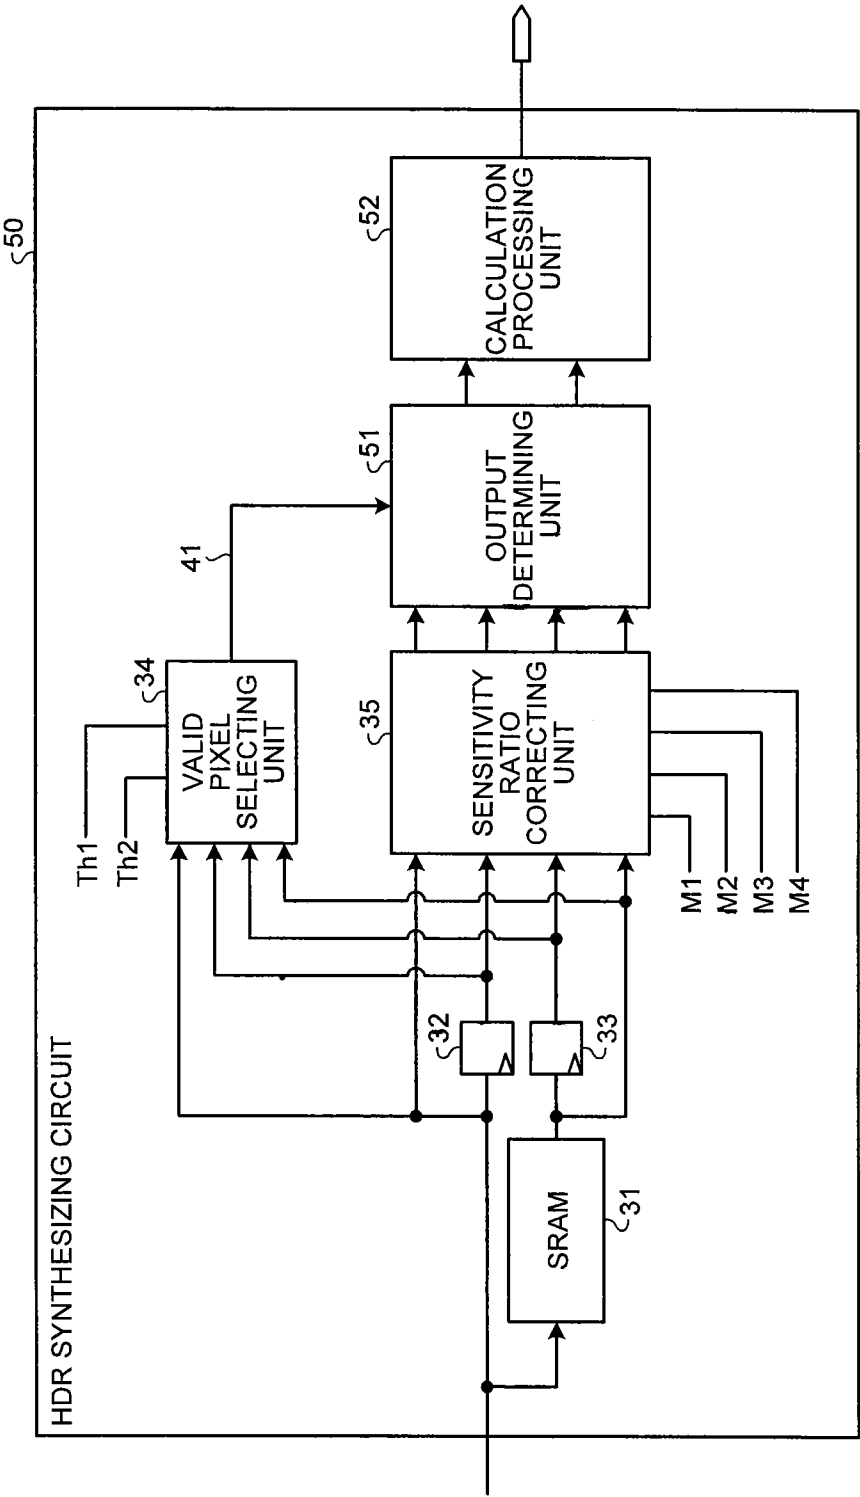 HDR SYNTHESIZING CIRCUIT
50
Th1
Th2
34
VALID
PIXEL
SELECTING
UNIT
41
32
33
SRAM
31
35
SENSITIVITY
RATIO
CORRECTING
UNIT
M1
M2
M3
M4
51
OUTPUT
DETERMINING
UNIT
52
CALCULATION
PROCESSING
UNIT